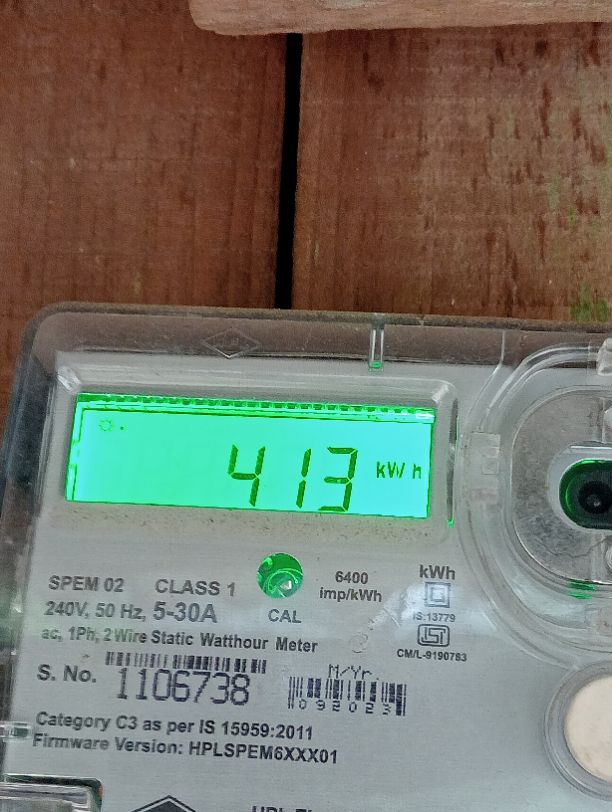 413 kWh
SPEM 02 CLASS 1
240V, 50 Hz, 5-30A
ac, 1Ph, 2Wire Static Watthour Meter
CAL
6400
imp/kWh
kWh
IS:13779
ISI
CM/L-9190783
S. No. 1106738
M/Yr.
092023
Category C3 as per IS 15959:2011
Firmware Version: HPLSPEM6XXX01